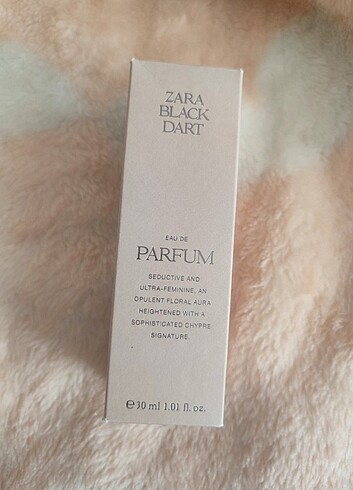 ZARA
BLACK
DART
EAU DE
PARFUM
SEDUCTIVE AND
ULTRA-FEMININE, AN
OPULENT FLORAL AURA
HEIGHTENED WITH A
SOPHISTICATED CHYPRE
SIGNATURE.
℮30 ml 1.01 fl. oz.